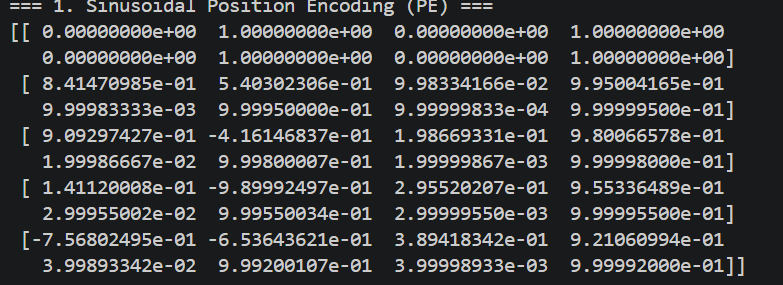 === 1. Sinusoidal Position Encoding (PE) ===
[[ 0.00000000e+00  1.00000000e+00  0.00000000e+00  1.00000000e+00
   0.00000000e+00  1.00000000e+00  0.00000000e+00  1.00000000e+00]
 [ 8.41470985e-01  5.40302306e-01  9.98334166e-02  9.95004165e-01
   9.99983333e-03  9.99950000e-01  9.99999833e-04  9.99999500e-01]
 [ 9.09297427e-01 -4.16146837e-01  1.98669331e-01  9.80066578e-01
   1.99986667e-02  9.99800007e-01  1.99999867e-03  9.99998000e-01]
 [ 1.41120008e-01 -9.89992497e-01  2.95520207e-01  9.55336489e-01
   2.99955002e-02  9.99550034e-01  2.99999550e-03  9.99995500e-01]
 [-7.56802495e-01 -6.53643621e-01  3.89418342e-01  9.21060994e-01
   3.99893342e-02  9.99200107e-01  3.99998933e-03  9.99992000e-01]]